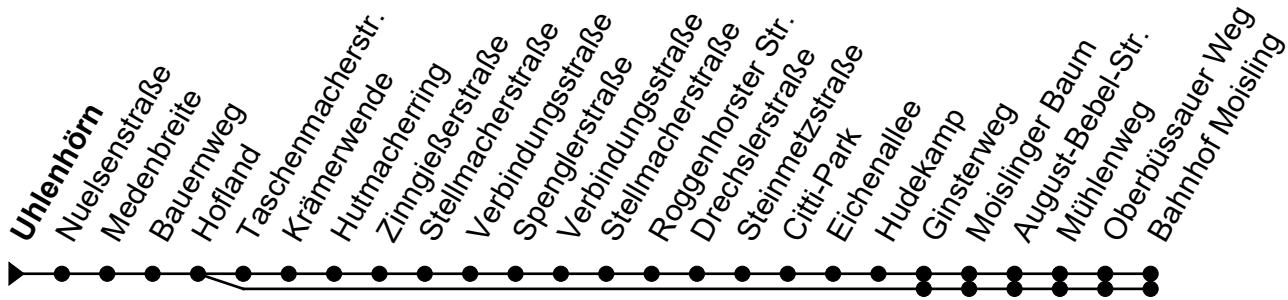 Uhlenhörn
Nuelsenstraße
Medenbreite
Bauernweg
Hofland
Taschenmacherstr.
Krämerwende
Hutmacherring
Zinngießerstraße
Stellmacherstraße
Verbindungsstraße
Spenglerstraße
Verbindungsstraße
Stellmacherstraße
Roggenhorster Str.
Drechslerstraße
Steinmetzstraße
Citti-Park
Eichenallee
Hudekamp
Ginsterweg
Moislinger Baum
August-Bebel-Str.
Mühlenweg
Oberbüssauer Weg
Bahnhof Moisling